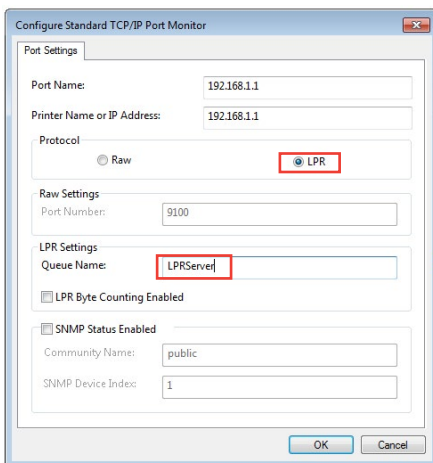 Configure Standard TCP/IP Port Monitor
Port Settings
Port Name: 192.168.1.1
Printer Name or IP Address: 192.168.1.1
Protocol
Raw LPR
Raw Settings
Port Number: 9100
LPR Settings
Queue Name: LPRServer
LPR Byte Counting Enabled
SNMP Status Enabled
Community Name: public
SNMP Device Index: 1
OK Cancel